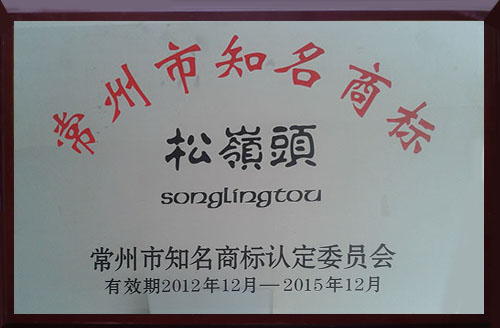 常州市知名商标
松嶺頭
songlingtou
常州市知名商标认定委员会
有效期2012年12月—2015年12月